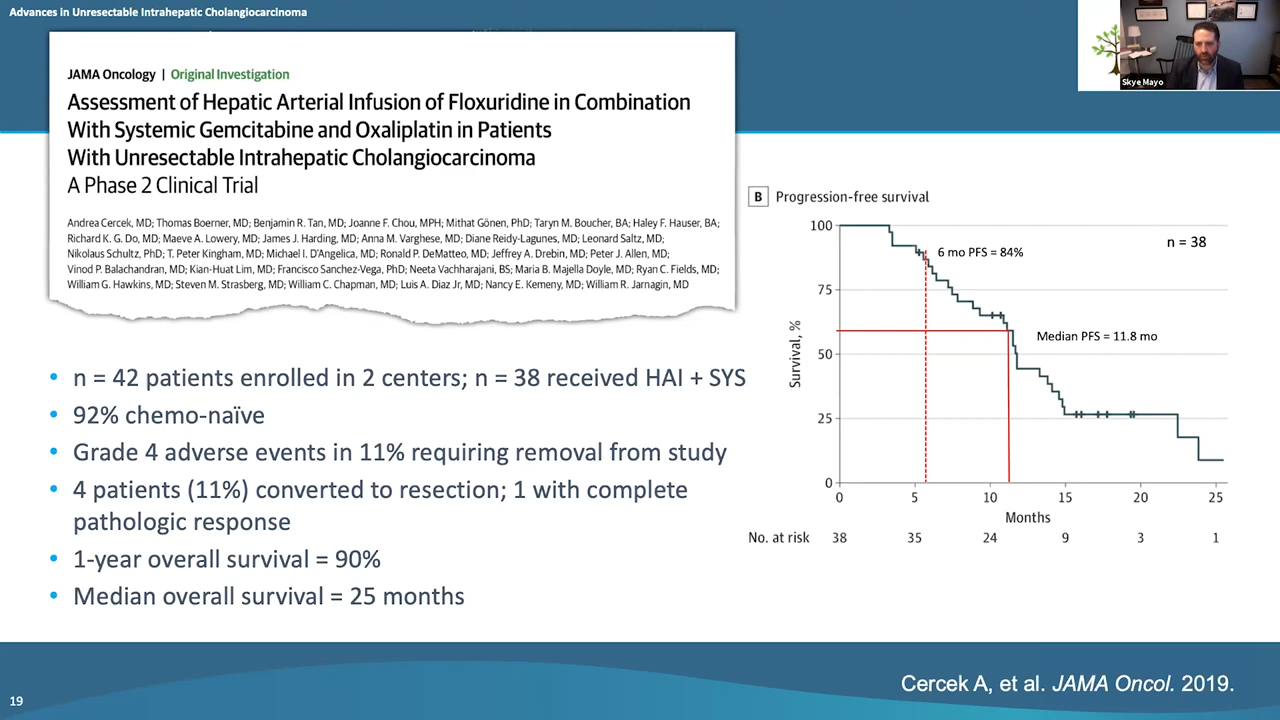 Advances in Unresectable Intrahepatic Cholangiocarcinoma
Skye Mayo
JAMA Oncology | Original Investigation
Assessment of Hepatic Arterial Infusion of Floxuridine in Combination
With Systemic Gemcitabine and Oxaliplatin in Patients
With Unresectable Intrahepatic Cholangiocarcinoma
A Phase 2 Clinical Trial
Andrea Cercek, MD; Thomas Boerner, MD; Benjamin R. Tan, MD; Joanne F. Chou, MPH; Mithat Gönen, PhD; Taryn M. Boucher, BA; Haley F. Hauser, BA;
Richard K. G. Do, MD; Maeve A. Lowery, MD; James J. Harding, MD; Anna M. Varghese, MD; Diane Reidy-Lagunes, MD; Leonard Saltz, MD;
Nikolaus Schultz, PhD; T. Peter Kingham, MD; Michael I. D'Angelica, MD; Ronald P. DeMatteo, MD; Jeffrey A. Drebin, MD; Peter J. Allen, MD;
Vinod P. Balachandran, MD; Kian-Huat Lim, MD; Francisco Sanchez-Vega, PhD; Neeta Vachharajani, BS; Maria B. Majella Doyle, MD; Ryan C. Fields, MD;
William G. Hawkins, MD; Steven M. Strasberg, MD; William C. Chapman, MD; Luis A. Diaz Jr, MD; Nancy E. Kemeny, MD; William R. Jarnagin, MD
• n = 42 patients enrolled in 2 centers; n = 38 received HAI + SYS
• 92% chemo-naïve
• Grade 4 adverse events in 11% requiring removal from study
• 4 patients (11%) converted to resection; 1 with complete
pathologic response
• 1-year overall survival = 90%
• Median overall survival = 25 months
B Progression-free survival
n = 38
6 mo PFS = 84%
Median PFS = 11.8 mo
Survival, %
100
75
50
25
0
0 5 10 15 20 25
Months
No. at risk 38 35 24 9 3 1
Cercek A, et al. JAMA Oncol. 2019.
19